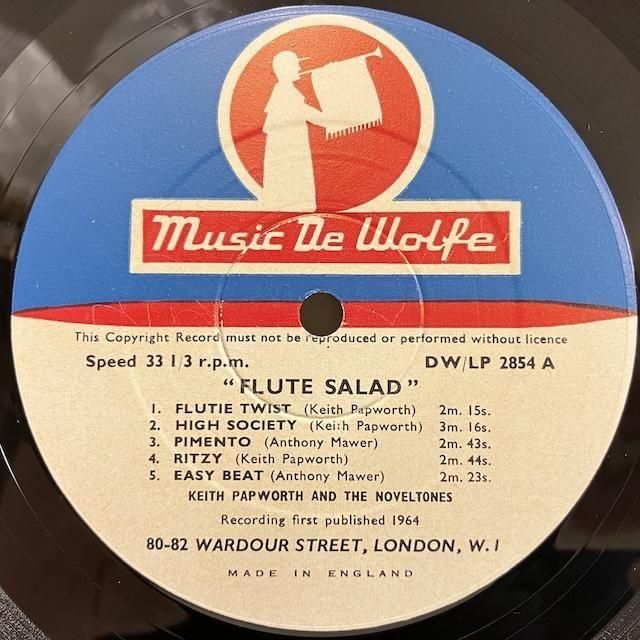 Music De Wolfe
This Copyright Record must not be reproduced or performed without licence
Speed 33 1/3 r.p.m. DW/LP 2854 A
"FLUTE SALAD"
1. FLUTIE TWIST (Keith Papworth) 2m. 15s.
2. HIGH SOCIETY (Keith Papworth) 3m. 16s.
3. PIMENTO (Anthony Mawer) 2m. 43s.
4. RITZY (Keith Papworth) 2m. 44s.
5. EASY BEAT (Anthony Mawer) 2m. 23s.
KEITH PAPWORTH AND THE NOVELTONES
Recording first published 1964
80-82 WARDOUR STREET, LONDON, W.1
MADE IN ENGLAND